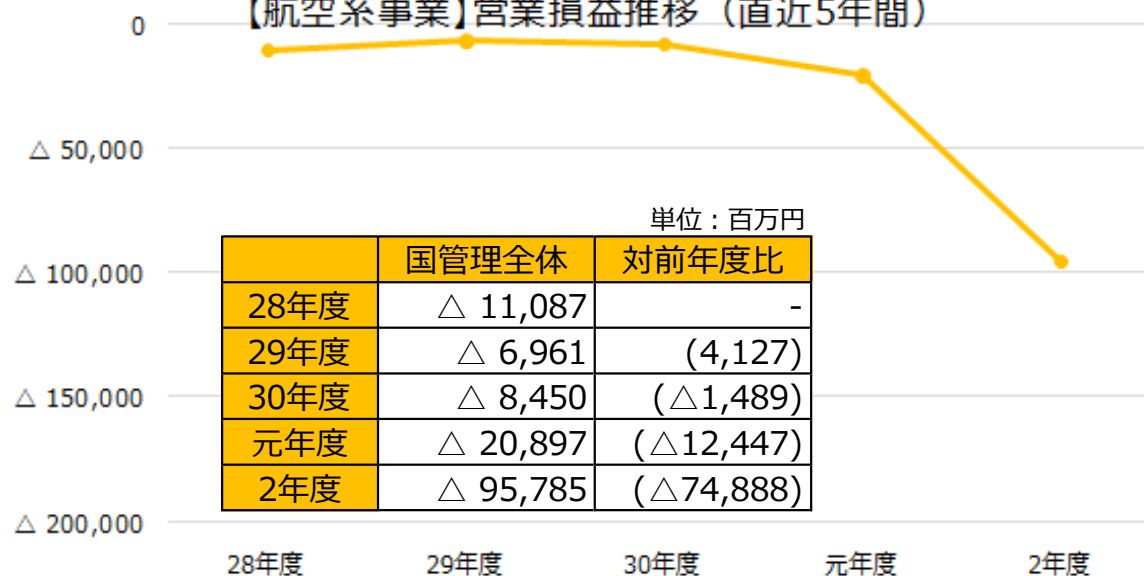 【航空系事業】営業損益推移（直近5年間）
0
△ 50,000
△ 100,000
△ 150,000
△ 200,000
単位：百万円
国管理全体 対前年度比
28年度 △ 11,087 -
29年度 △ 6,961 (4,127)
30年度 △ 8,450 (△1,489)
元年度 △ 20,897 (△12,447)
2年度 △ 95,785 (△74,888)
28年度 29年度 30年度 元年度 2年度